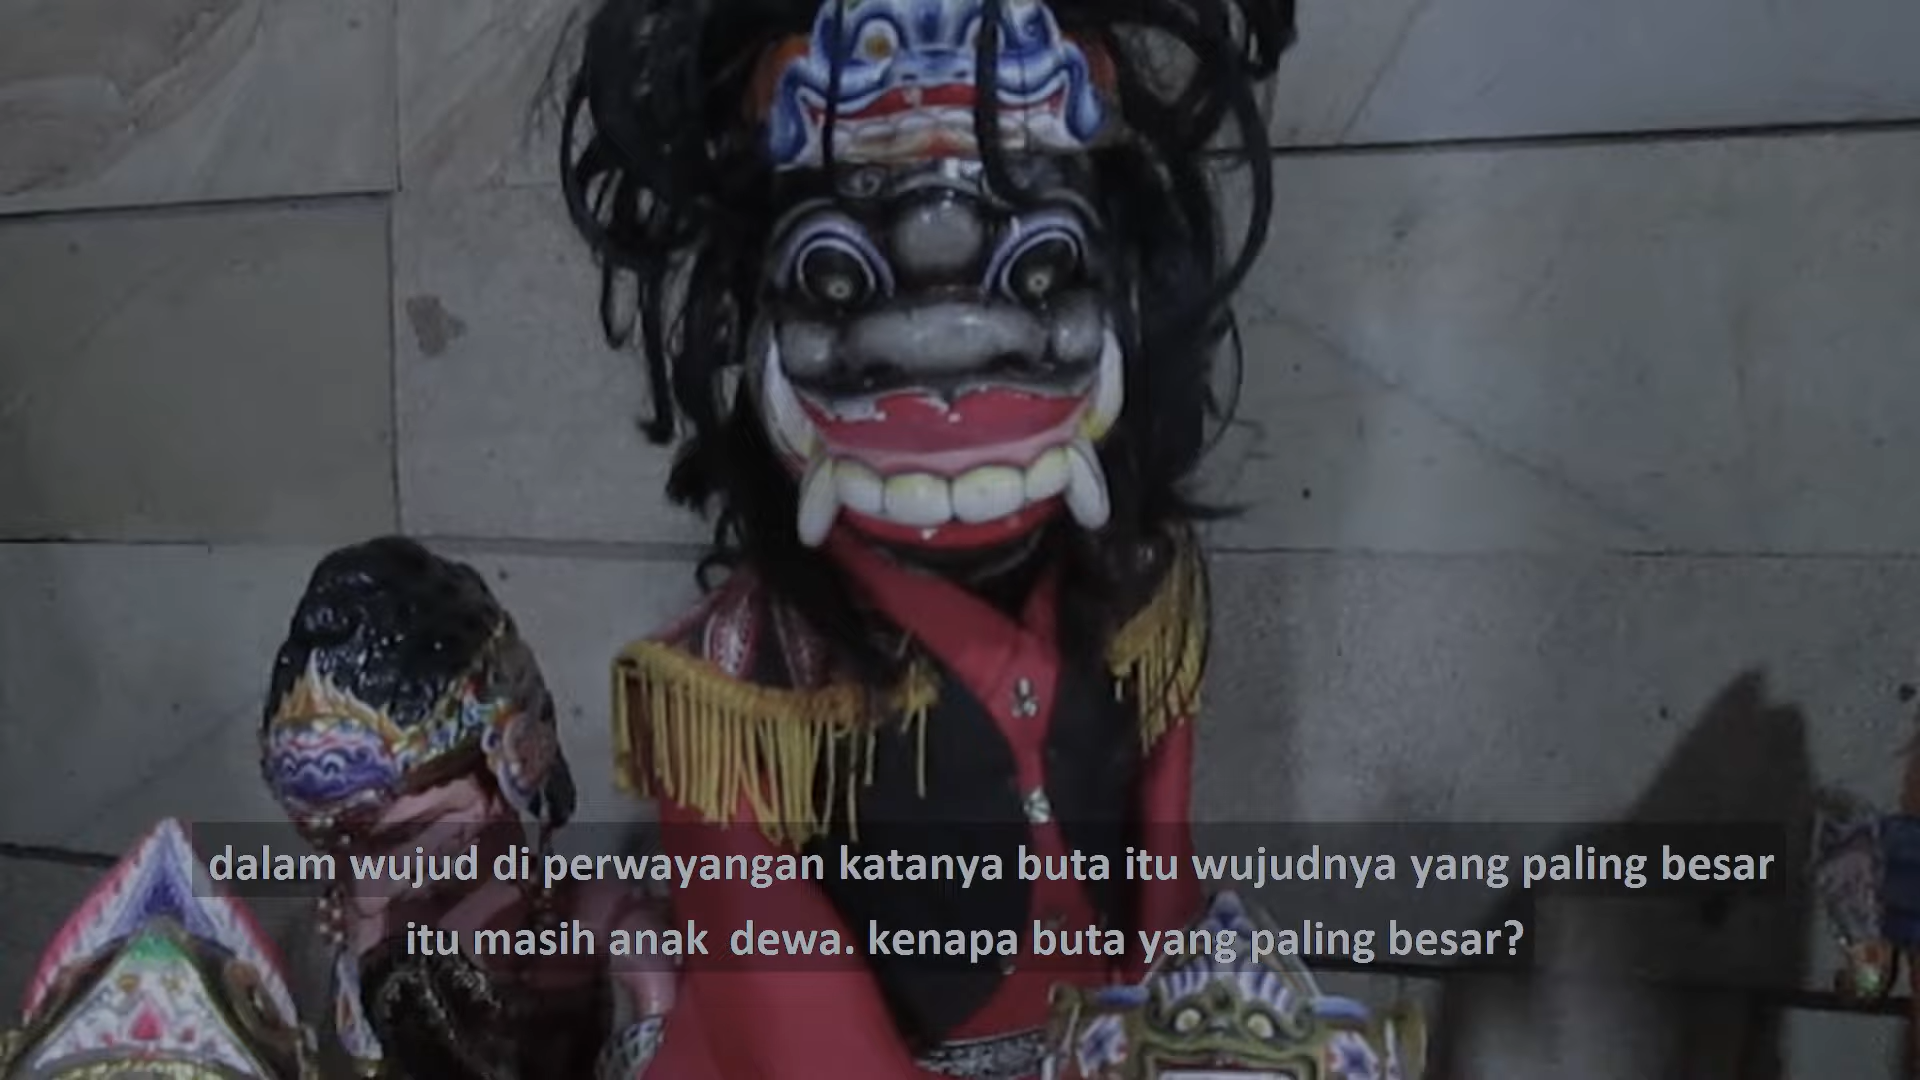 dalam wujud di perwayangan katanya buta itu wujudnya yang paling besar
itu masih anak  dewa. kenapa buta yang paling besar?